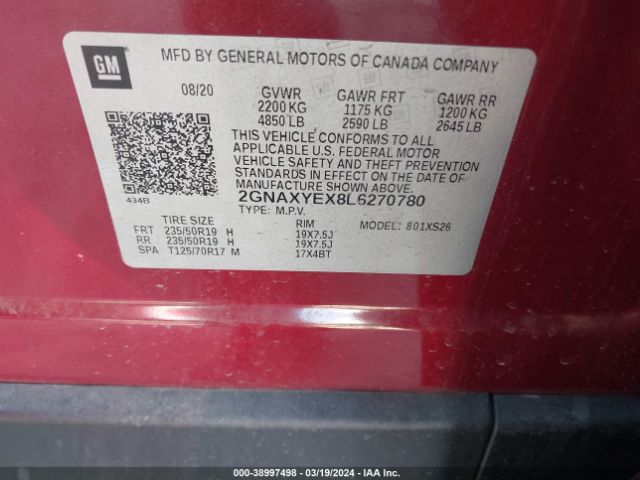 GM
MFD BY GENERAL MOTORS OF CANADA COMPANY
08/20 GVWR GAWR FRT GAWR RR
2200 KG 1175 KG 1200 KG
4850 LB 2590 LB 2645 LB
THIS VEHICLE CONFORMS TO ALL
APPLICABLE U.S. FEDERAL MOTOR
VEHICLE SAFETY AND THEFT PREVENTION
STANDARDS IN EFFECT ON THE DATE OF
MANUFACTURE SHOWN ABOVE.
434B
2GNAXYEX8L6270780
TYPE: M.P.V.
MODEL: 801XS26
TIRE SIZE RIM
FRT 235/50R19 H 19X7.5J
RR 235/50R19 H 19X7.5J
SPA T125/70R17 M 17X4BT
000-38997498 - 03/19/2024 - IAA Inc.